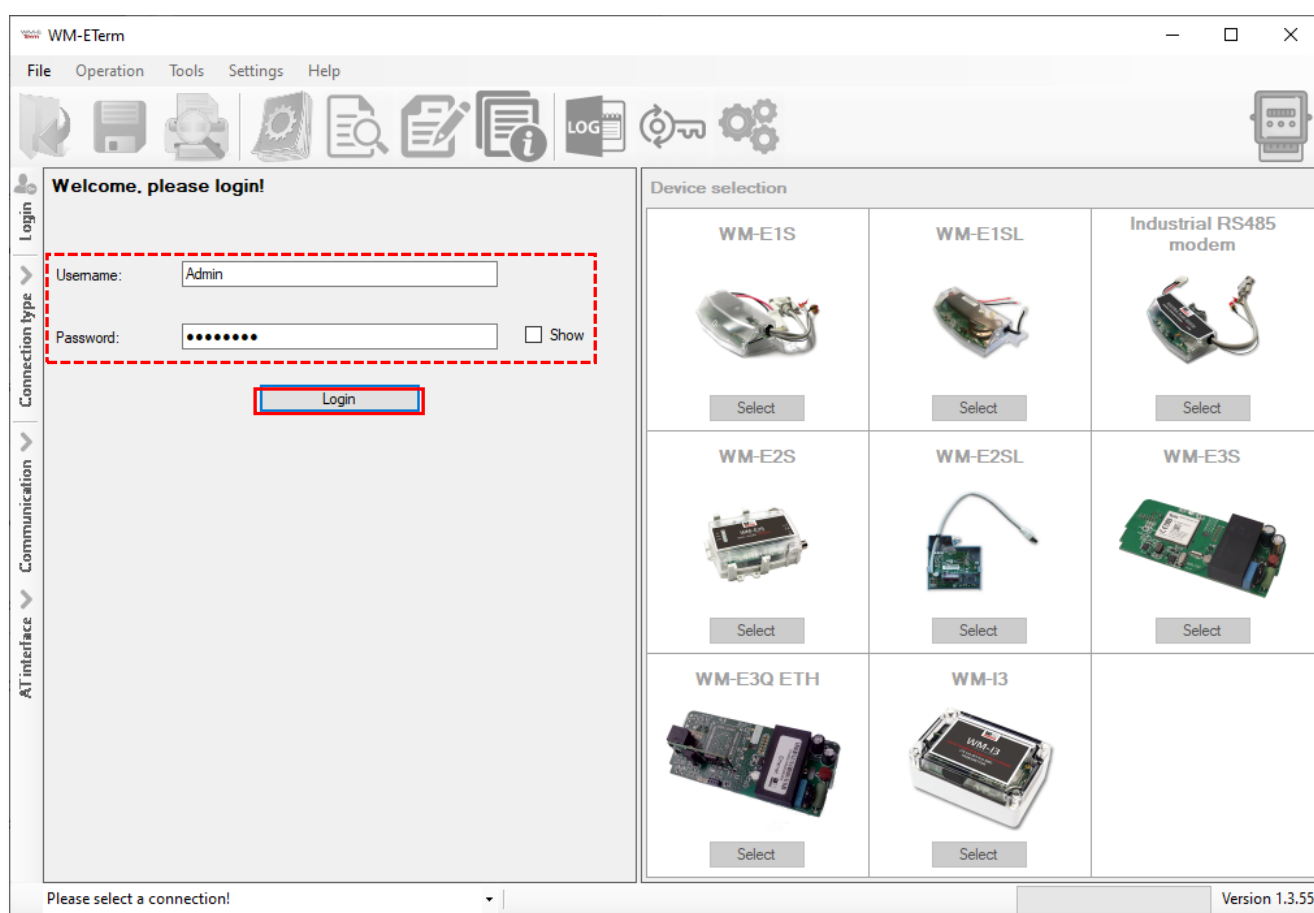 WM-ETerm
File Operation Tools Settings Help
LOG
Login
Connection type
Communication
AT interface
Welcome, please login!
Username: Admin
Password: ●●●●●●●● Show
Login
Device selection
WM-E1S
WM-E1SL
Industrial RS485
modem
Select
Select
Select
WM-E2S
WM-E2SL
WM-E3S
Select
Select
Select
WM-E3Q ETH
WM-I3
WM-I3
Select
Select
Please select a connection!
Version 1.3.55